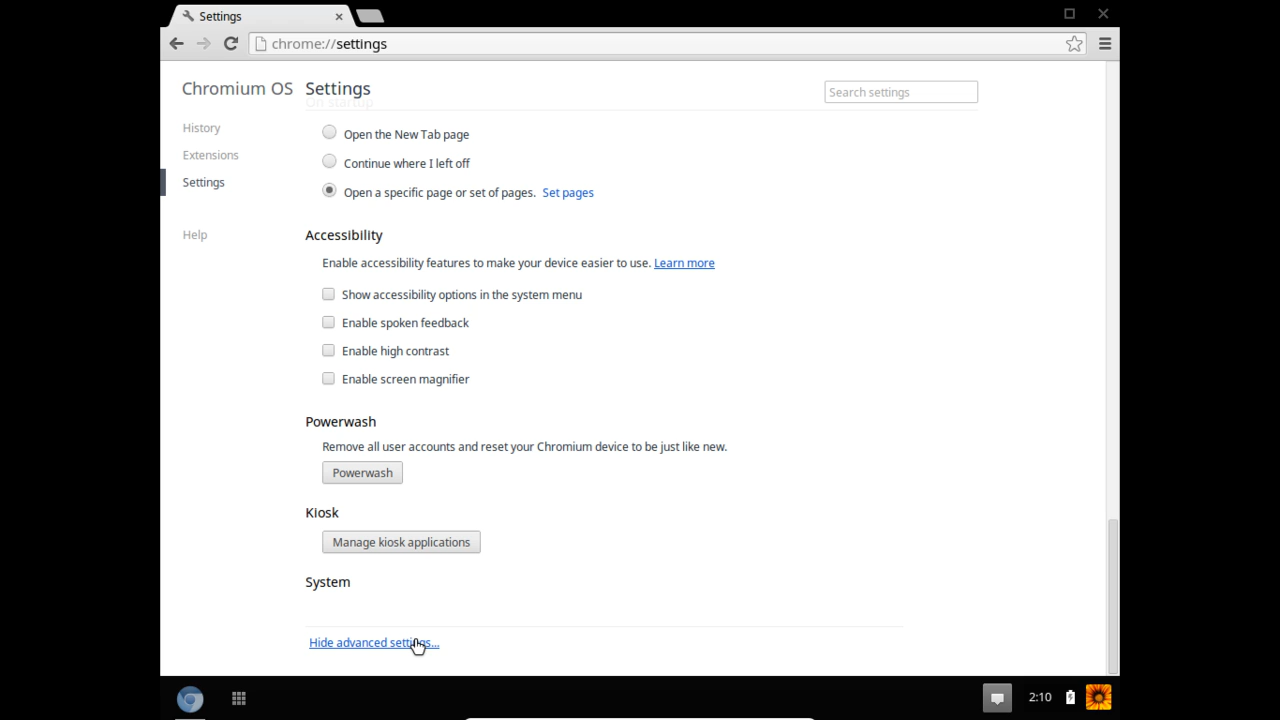 Settings
chrome://settings
Chromium OS
Settings
Search settings
On startup
History
Open the New Tab page
Extensions
Continue where I left off
Settings
Open a specific page or set of pages. Set pages
Help
Accessibility
Enable accessibility features to make your device easier to use. Learn more
Show accessibility options in the system menu
Enable spoken feedback
Enable high contrast
Enable screen magnifier
Powerwash
Remove all user accounts and reset your Chromium device to be just like new.
Powerwash
Kiosk
Manage kiosk applications
System
Hide advanced settings...
2:10